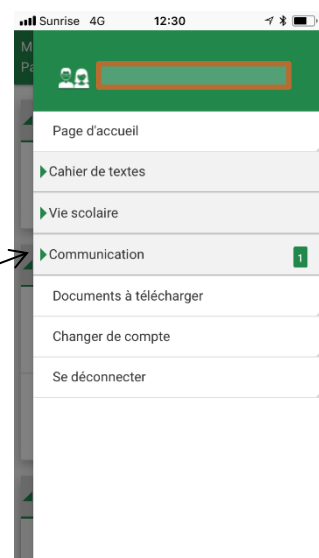 Sunrise 4G 12:30
M
Pa
Page d'accueil
Cahier de textes
Vie scolaire
Communication 1
Documents à télécharger
Changer de compte
Se déconnecter